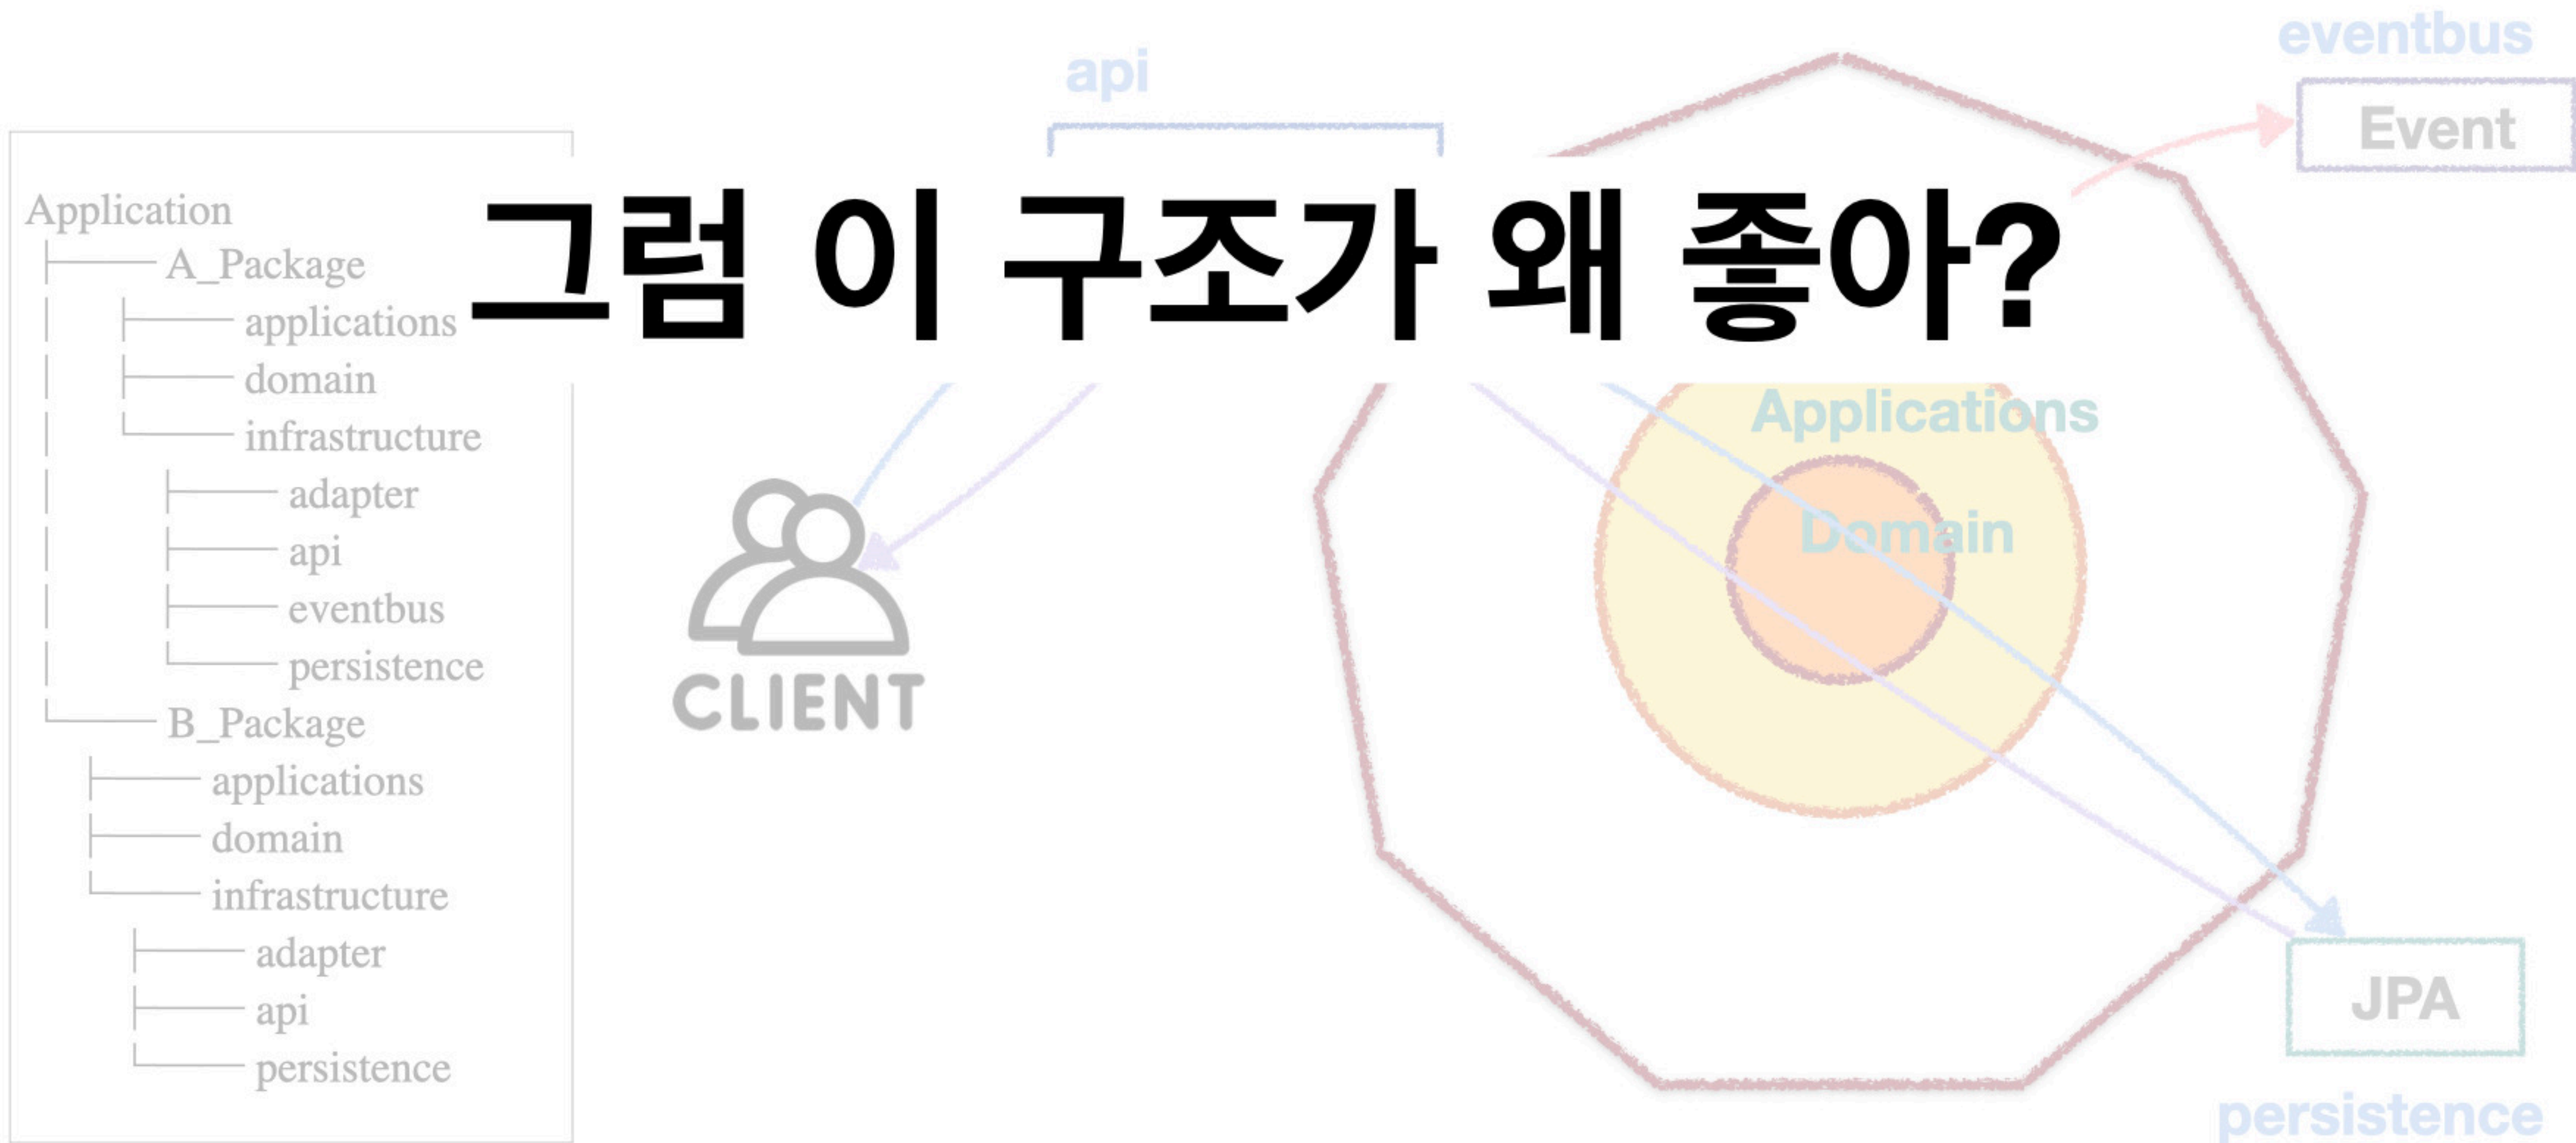 그럼 이 구조가 왜 좋아?
Application
A_Package
applications
domain
infrastructure
adapter
api
eventbus
persistence
B_Package
applications
domain
infrastructure
adapter
api
persistence
api
CLIENT
Applications
Domain
eventbus
Event
JPA
persistence